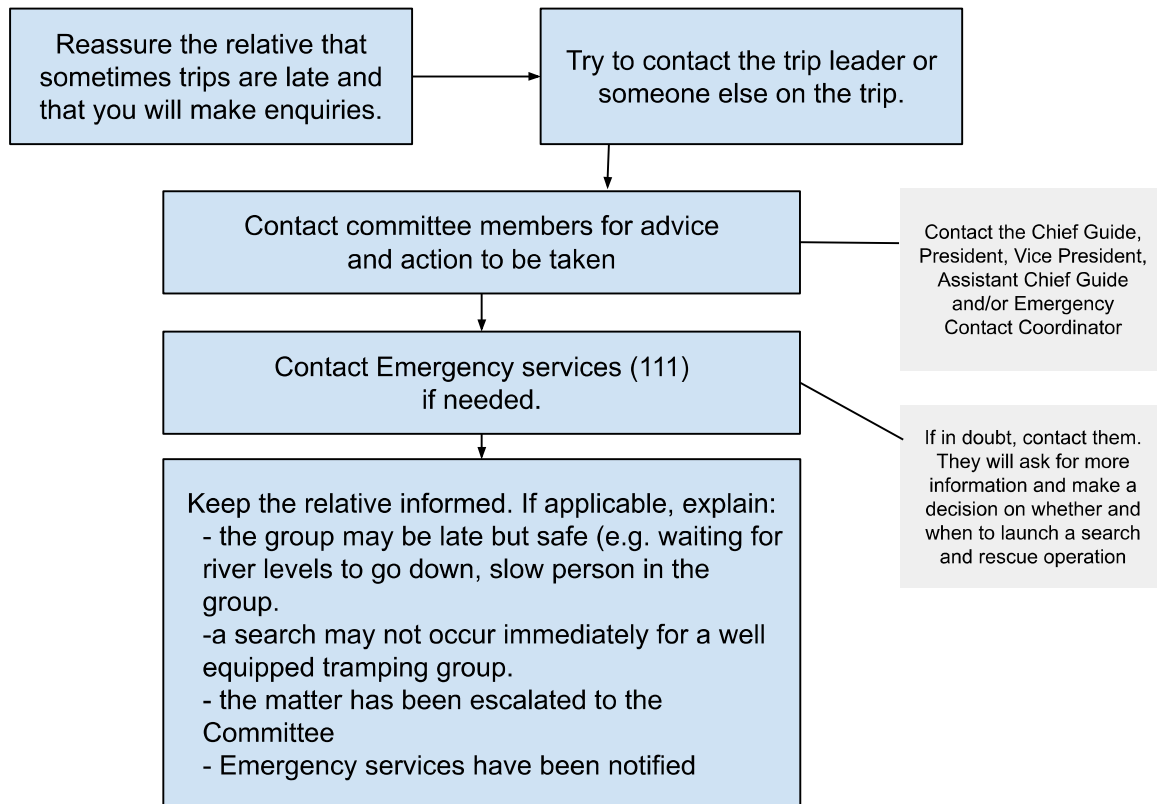 Reassure the relative that
sometimes trips are late and
that you will make enquiries.
Try to contact the trip leader or
someone else on the trip.
Contact committee members for advice
and action to be taken
Contact the Chief Guide,
President, Vice President,
Assistant Chief Guide
and/or Emergency
Contact Coordinator
Contact Emergency services (111)
if needed.
If in doubt, contact them.
They will ask for more
information and make a
decision on whether and
when to launch a search
and rescue operation
Keep the relative informed. If applicable, explain:
- the group may be late but safe (e.g. waiting for
river levels to go down, slow person in the
group.
-a search may not occur immediately for a well
equipped tramping group.
- the matter has been escalated to the
Committee
- Emergency services have been notified